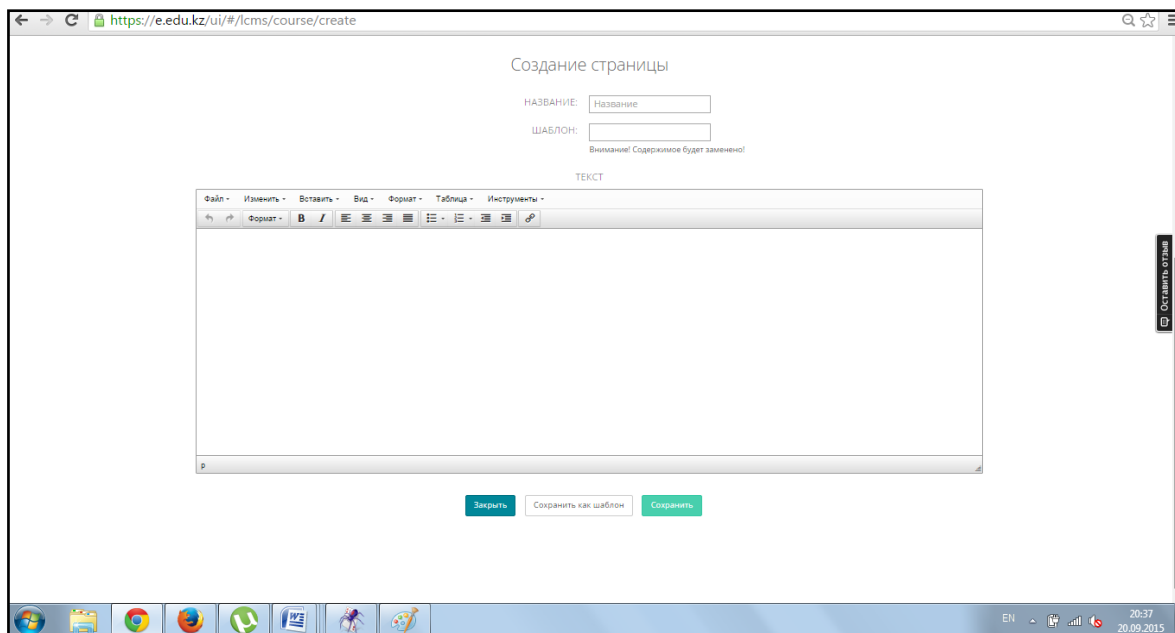 https://e.edu.kz/ui/#/lcms/course/create
Создание страницы
НАЗВАНИЕ: Название
ШАБЛОН:
Внимание! Содержимое будет заменено!
ТЕКСТ
Файл Изменить Вставить Вид Формат Таблица Инструменты
Формат B I
p
Закрыть Сохранить как шаблон Сохранить
Оставить отзыв
EN 20:37
20.09.2015